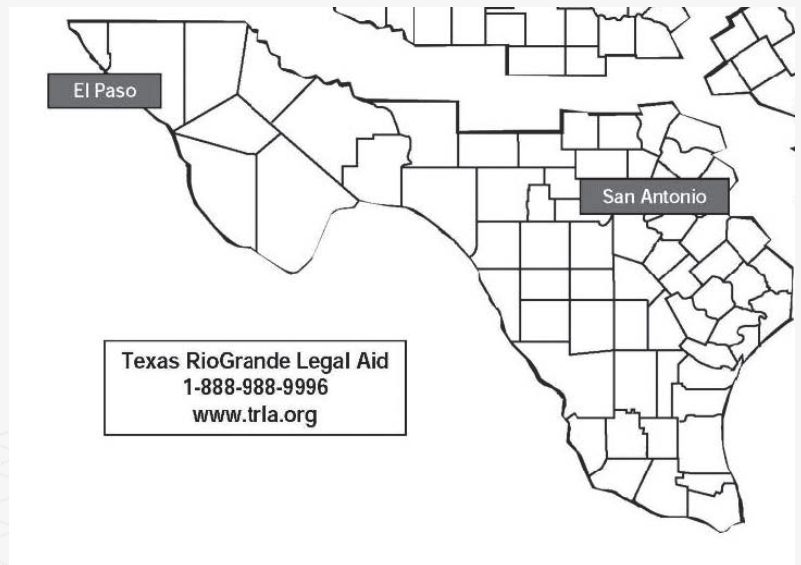 El Paso
San Antonio
Texas RioGrande Legal Aid
1-888-988-9996
www.trla.org